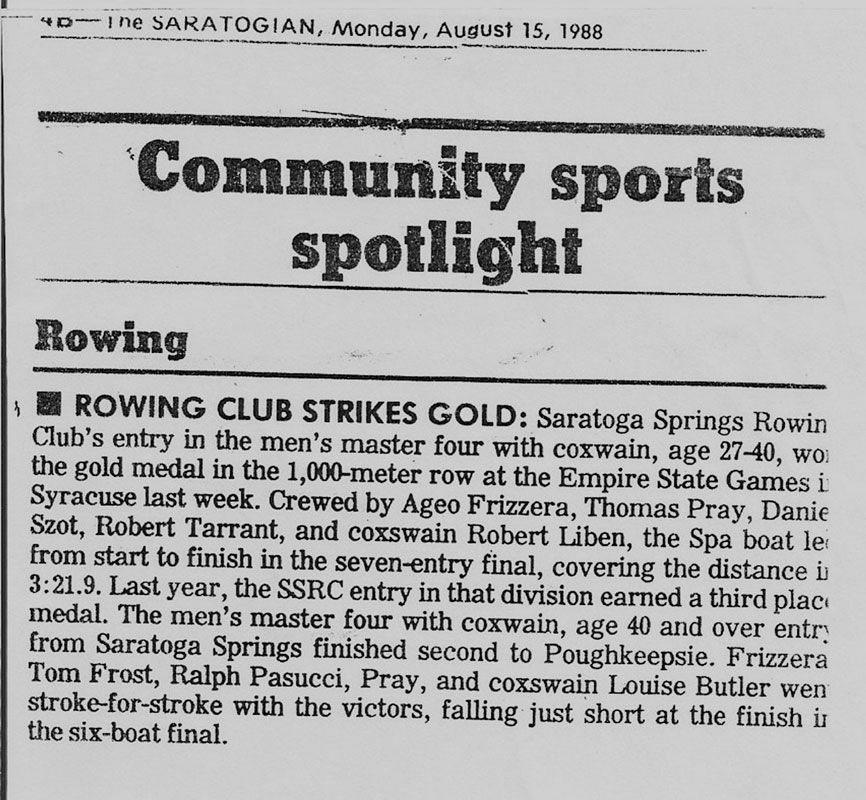 4D—The SARATOGIAN, Monday, August 15, 1988
Community sports
spotlight
Rowing
■ ROWING CLUB STRIKES GOLD: Saratoga Springs Rowin
Club's entry in the men's master four with coxwain, age 27-40, wo
the gold medal in the 1,000-meter row at the Empire State Games i
Syracuse last week. Crewed by Ageo Frizzera, Thomas Pray, Danie
Szot, Robert Tarrant, and coxswain Robert Liben, the Spa boat le
from start to finish in the seven-entry final, covering the distance i
3:21.9. Last year, the SSRC entry in that division earned a third plac
medal. The men's master four with coxwain, age 40 and over entr
from Saratoga Springs finished second to Poughkeepsie. Frizzera
Tom Frost, Ralph Pasucci, Pray, and coxswain Louise Butler wen
stroke-for-stroke with the victors, falling just short at the finish i
the six-boat final.